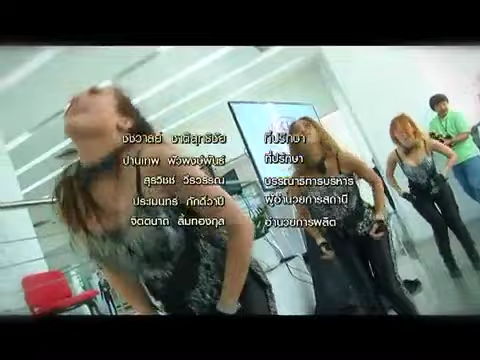 ชัชวาลย์ ชาติสุทธิชัย ที่ปรึกษา
ปานเทพ พัวพงษ์พันธ์ ที่ปรึกษา
สุรวิชช์ วีรวรรณ บรรณาธิการบริหาร
ประเมนทร์ ภักดิ์วาปี ผู้อำนวยการสถานี
จิตตนาถ ลิ้มทองกุล อำนวยการผลิต